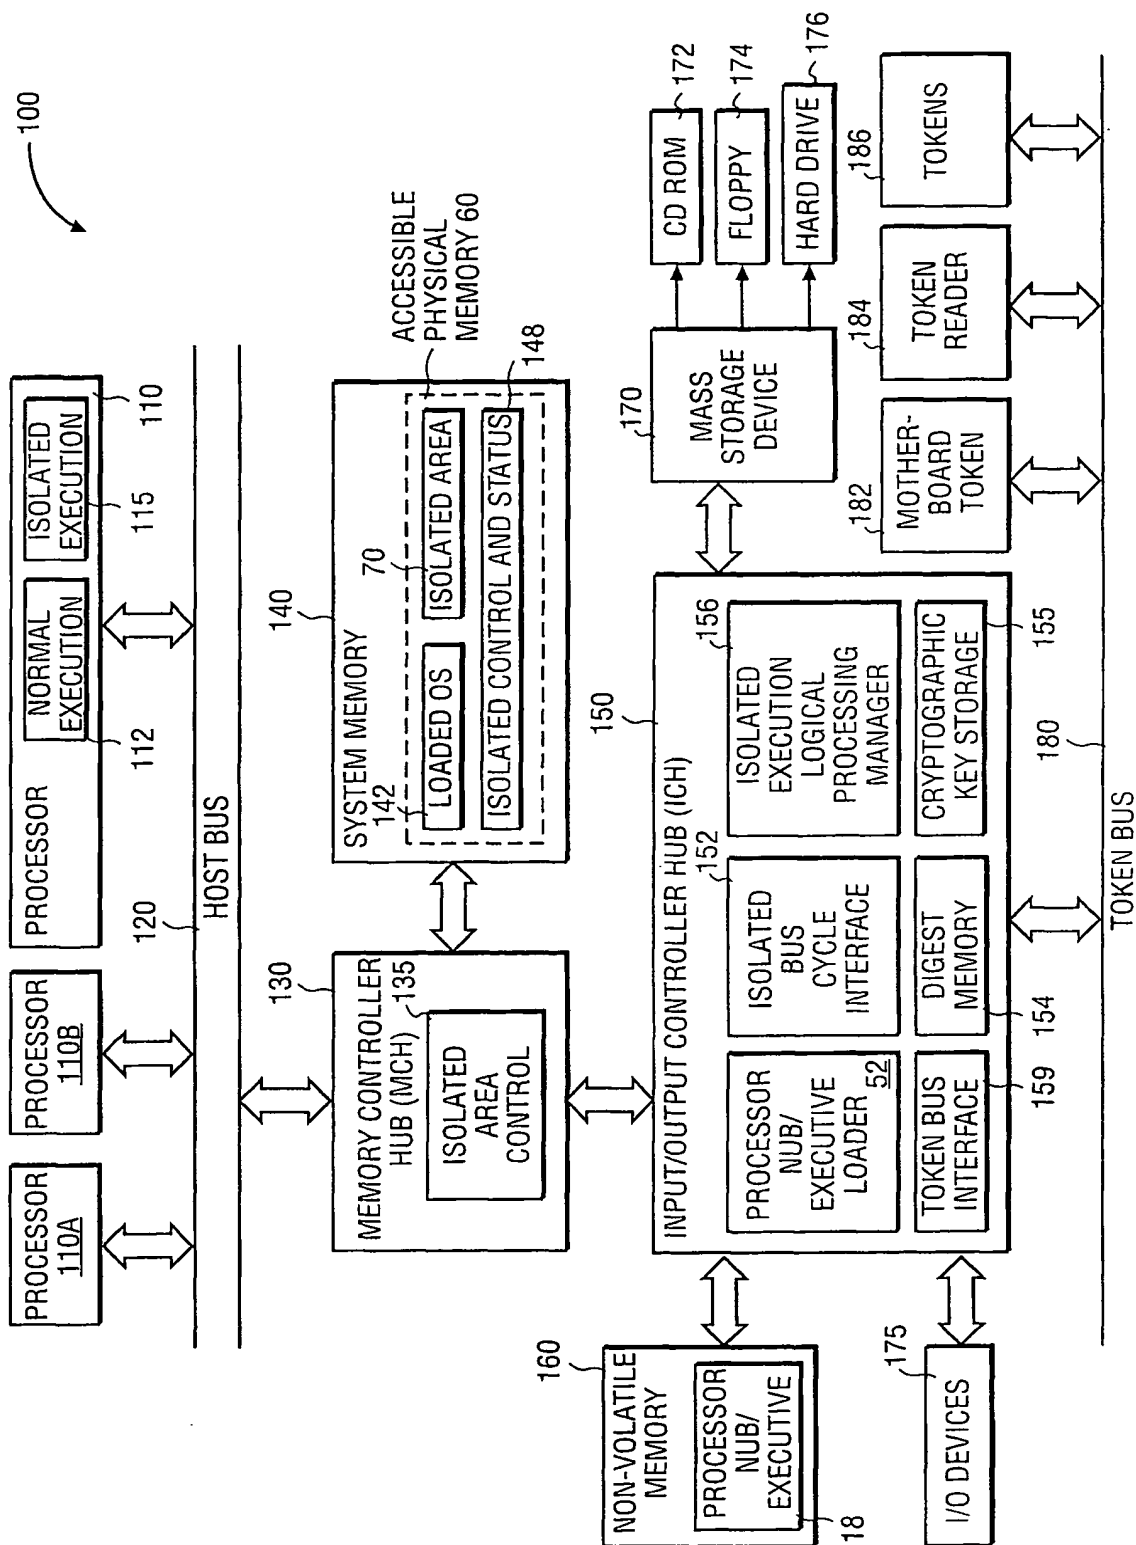 100
PROCESSOR
110A
PROCESSOR
110B
PROCESSOR
NORMAL
EXECUTION
112
ISOLATED
EXECUTION
115
110
120
HOST BUS
130
MEMORY CONTROLLER
HUB (MCH)
135
ISOLATED
AREA
CONTROL
140
SYSTEM MEMORY
142
LOADED OS
70
ISOLATED AREA
ISOLATED CONTROL AND STATUS
148
ACCESSIBLE
PHYSICAL
MEMORY 60
160
NON-VOLATILE
MEMORY
PROCESSOR
NUB/
EXECUTIVE
18
150
INPUT/OUTPUT CONTROLLER HUB (ICH)
PROCESSOR
NUB/
EXECUTIVE
LOADER
52
152
ISOLATED
BUS
CYCLE
INTERFACE
156
ISOLATED
EXECUTION
LOGICAL
PROCESSING
MANAGER
TOKEN BUS
INTERFACE
159
DIGEST
MEMORY
154
CRYPTOGRAPHIC
KEY STORAGE
155
170
MASS
STORAGE
DEVICE
CD ROM
172
FLOPPY
174
HARD DRIVE
176
175
I/O DEVICES
182
MOTHER-
BOARD
TOKEN
184
TOKEN
READER
186
TOKENS
180
TOKEN BUS